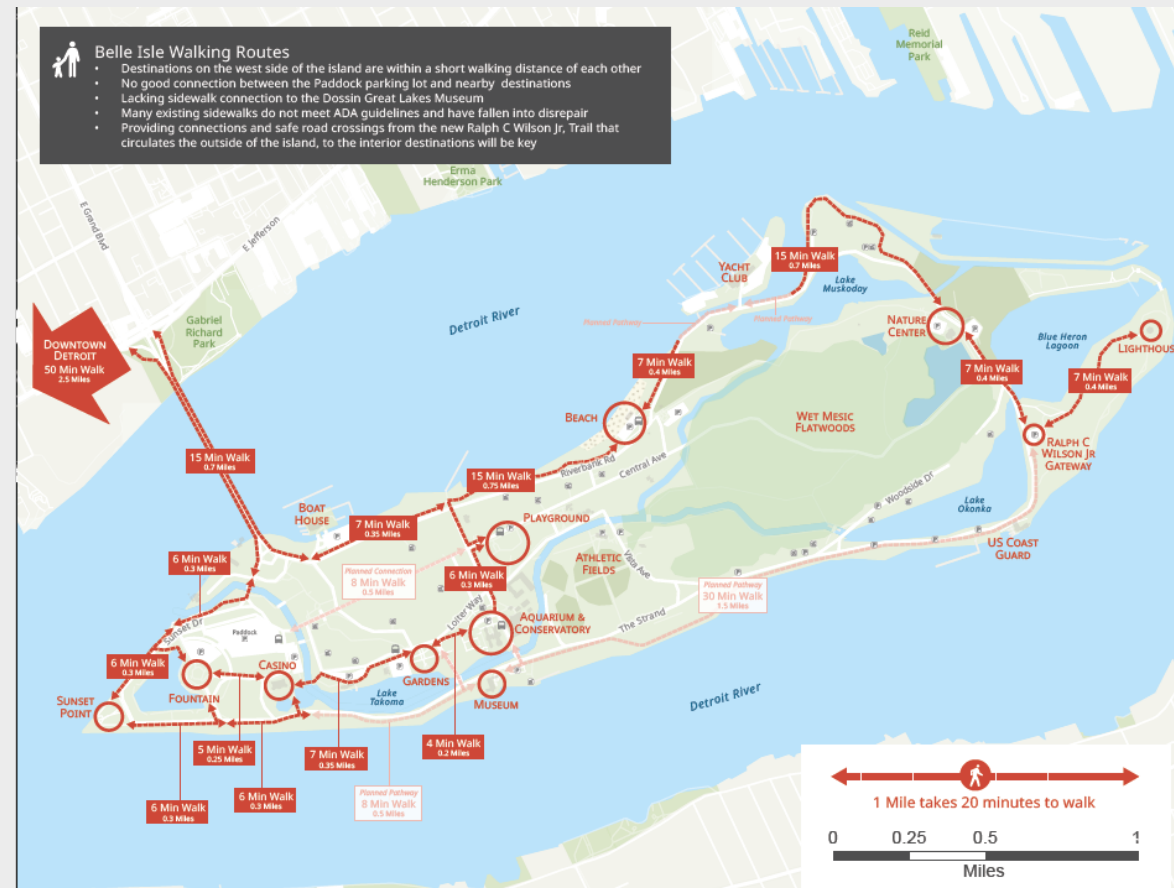 Belle Isle Walking Routes
• Destinations on the west side of the island are within a short walking distance of each other
• No good connection between the Paddock parking lot and nearby destinations
• Lacking sidewalk connection to the Dossin Great Lakes Museum
• Many existing sidewalks do not meet ADA guidelines and have fallen into disrepair
• Providing connections and safe road crossings from the new Ralph C Wilson Jr, Trail that
circulates the outside of the island, to the interior destinations will be key
Reid
Memorial
Park
Erma
Henderson Park
E Grand Blvd
E Jefferson
Gabriel
Richard
Park
DOWNTOWN
DETROIT
50 Min Walk
2.5 Miles
Detroit River
YACHT
CLUB
15 Min Walk
0.7 Miles
Lake
Muskoday
Planned Pathway
Planned Pathway
NATURE
CENTER
Blue Heron
Lagoon
LIGHTHOUS
7 Min Walk
0.4 Miles
7 Min Walk
0.4 Miles
7 Min Walk
0.4 Miles
BEACH
WET MESIC
FLATWOODS
RALPH C
WILSON JR
GATEWAY
15 Min Walk
0.7 Miles
15 Min Walk
0.75 Miles
Riverbank Rd
Central Ave
Woodside Dr
Lake
Okonka
US COAST
GUARD
BOAT
HOUSE
7 Min Walk
0.35 Miles
PLAYGROUND
ATHLETIC
FIELDS
Vista Ave
6 Min Walk
0.3 Miles
Planned Connection
8 Min Walk
0.5 Miles
6 Min Walk
0.3 Miles
Planned Pathway
30 Min Walk
1.5 Miles
Loiter Way
AQUARIUM &
CONSERVATORY
The Strand
Sunset Dr
Paddock
6 Min Walk
0.3 Miles
CASINO
FOUNTAIN
GARDENS
Lake
Takoma
MUSEUM
SUNSET
POINT
Detroit River
5 Min Walk
0.25 Miles
7 Min Walk
0.35 Miles
4 Min Walk
0.2 Miles
6 Min Walk
0.3 Miles
6 Min Walk
0.3 Miles
Planned Pathway
8 Min Walk
0.5 Miles
1 Mile takes 20 minutes to walk
0 0.25 0.5 1
Miles